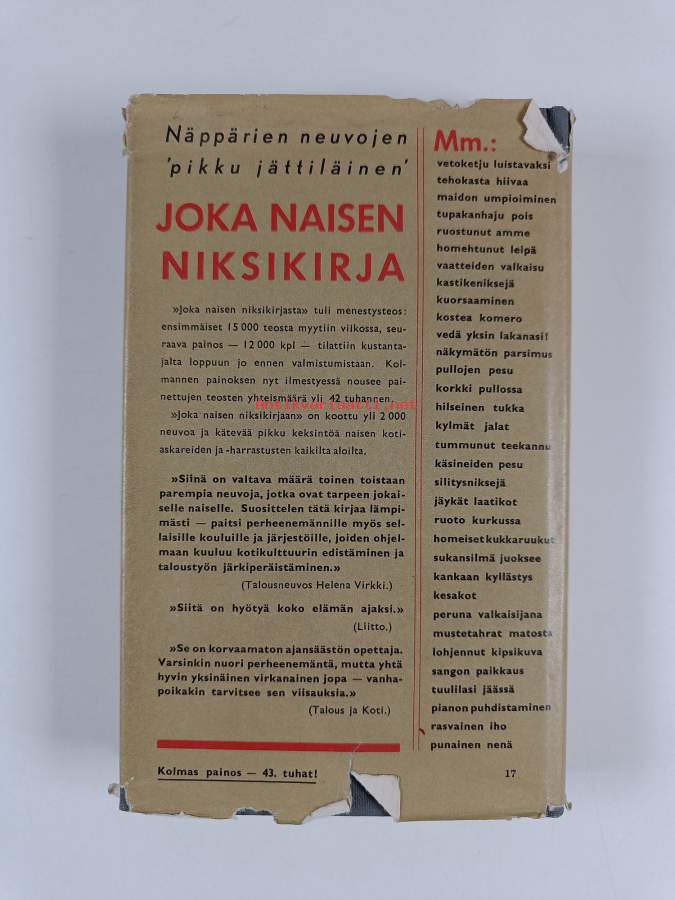 Näppärien neuvojen
'pikku jättiläinen'
JOKA NAISEN
NIKSIKIRJA
»Joka naisen niksikirjasta» tuli menestysteos:
ensimmäiset 15 000 teosta myytiin viikossa, seu-
raava painos — 12 000 kpl — tilattiin kustanta-
jalta loppuun jo ennen valmistumistaan. Kol-
mannen painoksen nyt ilmestyessä nousee pai-
nettujen teosten yhteismäärä yli 42 tuhannen.
antikvariaatti.net
»Joka naisen niksikirjaan» on koottu yli 2 000
neuvoa ja kätevää pikku keksintöä naisen koti-
askareiden ja -harrastusten kaikilta aloilta.
»Siinä on valtava määrä toinen toistaan
parempia neuvoja, jotka ovat tarpeen jokai-
selle naiselle. Suosittelen tätä kirjaa lämpi-
mästi — paitsi perheenemännille myös sel-
laisille kouluille ja järjestöille, joiden ohjel-
maan kuuluu kotikulttuurin edistäminen ja
taloustyön järkiperäistäminen.»
(Talousneuvos Helena Virkki.)
»Siitä on hyötyä koko elämän ajaksi.»
(Liitto.)
»Se on korvaamaton ajansäästön opettaja.
Varsinkin nuori perheenemäntä, mutta yhtä
hyvin yksinäinen virkanainen jopa — vanha-
poikakin tarvitsee sen viisauksia.»
(Talous ja Koti.)
Kolmas painos — 43. tuhat!
Mm.:
vetoketju luistavaksi
tehokasta hiivaa
maidon umpioiminen
tupakanhaju pois
ruostunut amme
homehtunut leipä
vaatteiden valkaisu
kastikeniksejä
kuorsaaminen
kostea komero
vedä yksin lakanasi!
näkymätön parsimus
pullojen pesu
korkki pullossa
hilseinen tukka
kylmät jalat
tummunut teekannu
käsineiden pesu
silitysniksejä
jäykät laatikot
ruoto kurkussa
homeiset kukkaruukut
sukansilmä juoksee
kankaan kyllästys
kesakot
peruna valkaisijana
mustetahrat matosta
lohjennut kipsikuva
sangon paikkaus
tuulilasi jäässä
pianon puhdistaminen
rasvainen iho
punainen nenä
17